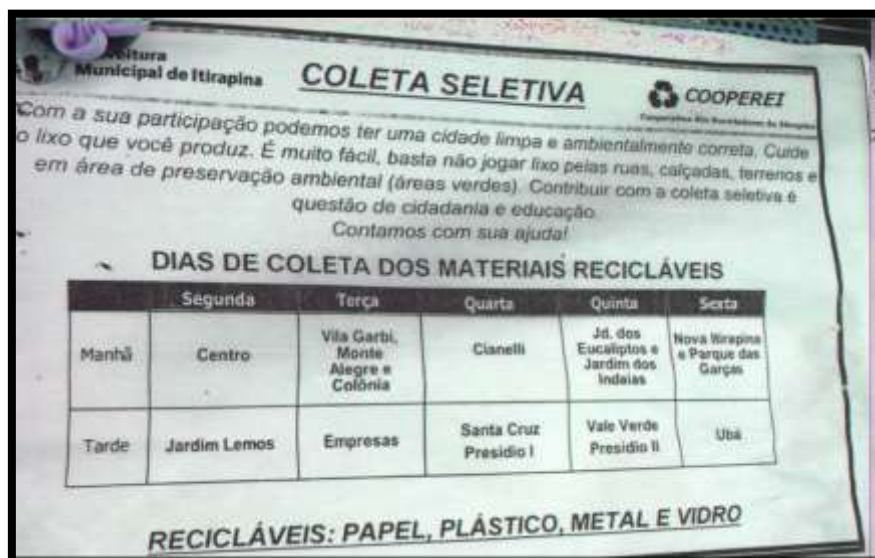 Municipal de Itirapina
COLETA SELETIVA
COOPEREI
Com a sua participação podemos ter uma cidade limpa e ambientalmente correta. Cuide
o lixo que você produz. É muito fácil, basta não jogar lixo pelas ruas, calçadas, terrenos e
em área de preservação ambiental (áreas verdes). Contribuir com a coleta seletiva é
questão de cidadania e educação
Contamos com sua ajuda!
DIAS DE COLETA DOS MATERIAIS RECICLÁVEIS
Segunda Terça Quarta Quinta Sexta
Manhã
Centro
Vila Garbi,
Monte
Alegre e
Colônia
Cianelli
Jd. dos
Eucaliptos e
Jardim dos
Indaias
Nova Itirapina
e Parque das
Garças
Tarde
Jardim Lemos
Empresas
Santa Cruz
Presidio I
Vale Verde
Presidio II
Ubá
RECICLÁVEIS: PAPEL, PLÁSTICO, METAL E VIDRO